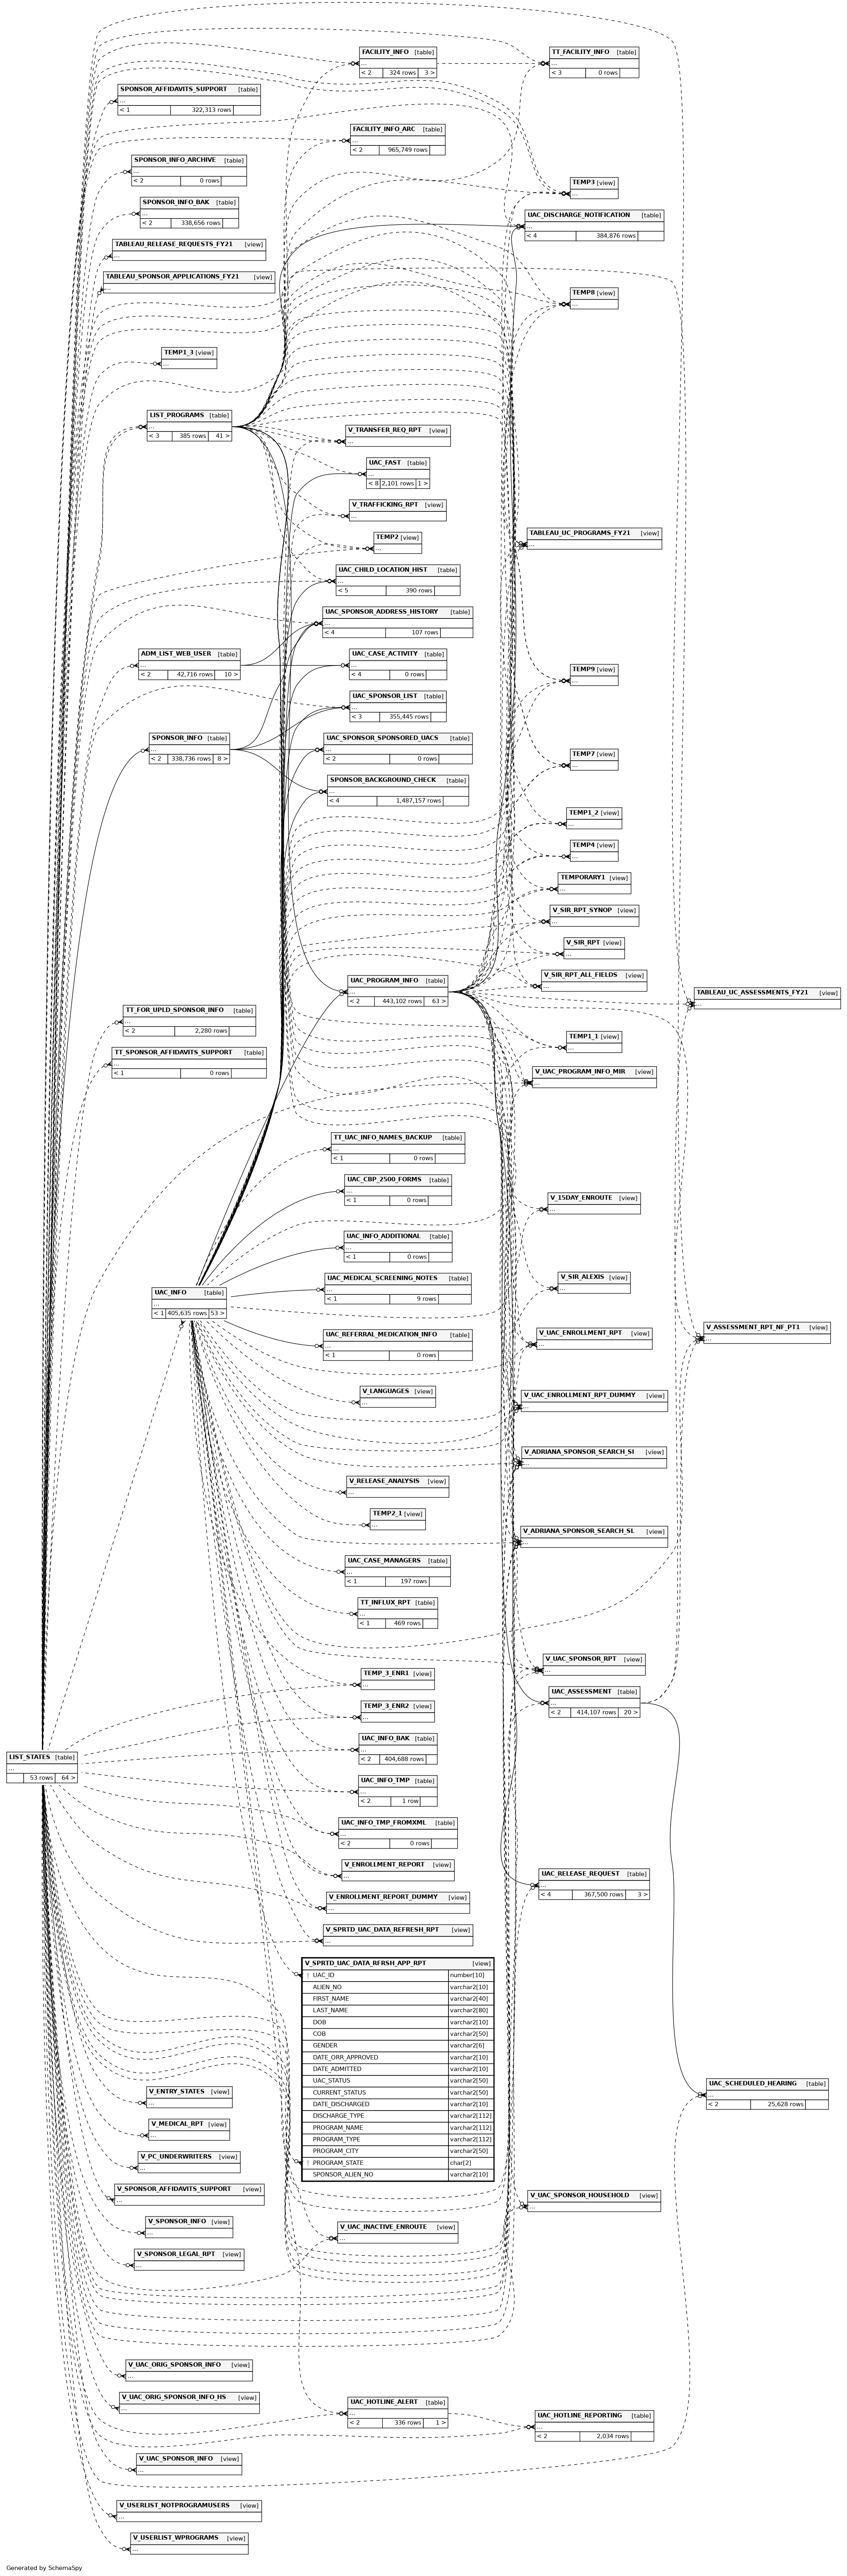 FACILITY_INFO [table]
...
< 2 324 rows 3 >
TT_FACILITY_INFO [table]
...
< 3 0 rows
SPONSOR_AFFIDAVITS_SUPPORT [table]
...
< 1 322,313 rows
FACILITY_INFO_ARC [table]
...
< 2 965,749 rows
SPONSOR_INFO_ARCHIVE [table]
...
< 2 0 rows
TEMP3 [view]
...
SPONSOR_INFO_BAK [table]
...
< 2 338,656 rows
UAC_DISCHARGE_NOTIFICATION [table]
...
< 4 384,876 rows
TABLEAU_RELEASE_REQUESTS_FY21 [view]
...
TABLEAU_SPONSOR_APPLICATIONS_FY21 [view]
...
TEMP8 [view]
...
TEMP1_3 [view]
...
LIST_PROGRAMS [table]
...
< 3 385 rows 41 >
V_TRANSFER_REQ_RPT [view]
...
UAC_FAST [table]
...
< 8 2,101 rows 1 >
V_TRAFFICKING_RPT [view]
...
TEMP2 [view]
...
TABLEAU_UC_PROGRAMS_FY21 [view]
...
UAC_CHILD_LOCATION_HIST [table]
...
< 5 390 rows
UAC_SPONSOR_ADDRESS_HISTORY [table]
...
< 4 107 rows
ADM_LIST_WEB_USER [table]
...
< 2 42,716 rows 10 >
UAC_CASE_ACTIVITY [table]
...
< 4 0 rows
TEMP9 [view]
...
UAC_SPONSOR_LIST [table]
...
< 3 355,445 rows
SPONSOR_INFO [table]
...
< 2 338,736 rows 8 >
UAC_SPONSOR_SPONSORED_UACS [table]
...
< 2 0 rows
TEMP7 [view]
...
SPONSOR_BACKGROUND_CHECK [table]
...
< 4 1,487,157 rows
TEMP1_2 [view]
...
TEMP4 [view]
...
TEMPORARY1 [view]
...
V_SIR_RPT_SYNOP [view]
...
V_SIR_RPT [view]
...
V_SIR_RPT_ALL_FIELDS [view]
...
UAC_PROGRAM_INFO [table]
...
< 2 443,102 rows 63 >
TABLEAU_UC_ASSESSMENTS_FY21 [view]
...
TT_FOR_UPLD_SPONSOR_INFO [table]
...
< 2 2,280 rows
TEMP1_1 [view]
...
TT_SPONSOR_AFFIDAVITS_SUPPORT [table]
...
< 1 0 rows
V_UAC_PROGRAM_INFO_MIR [view]
...
TT_UAC_INFO_NAMES_BACKUP [table]
...
< 1 0 rows
UAC_CBP_2500_FORMS [table]
...
< 1 0 rows
V_15DAY_ENROUTE [view]
...
UAC_INFO_ADDITIONAL [table]
...
< 1 0 rows
UAC_INFO [table]
...
< 1 405,635 rows 53 >
UAC_MEDICAL_SCREENING_NOTES [table]
...
< 1 9 rows
V_SIR_ALEXIS [view]
...
UAC_REFERRAL_MEDICATION_INFO [table]
...
< 1 0 rows
V_UAC_ENROLLMENT_RPT [view]
...
V_ASSESSMENT_RPT_NF_PT1 [view]
...
V_LANGUAGES [view]
...
V_UAC_ENROLLMENT_RPT_DUMMY [view]
...
V_ADRIANA_SPONSOR_SEARCH_SI [view]
...
V_RELEASE_ANALYSIS [view]
...
TEMP2_1 [view]
...
V_ADRIANA_SPONSOR_SEARCH_SL [view]
...
UAC_CASE_MANAGERS [table]
...
< 1 197 rows
TT_INFLUX_RPT [table]
...
< 1 469 rows
V_UAC_SPONSOR_RPT [view]
...
TEMP_3_ENR1 [view]
...
UAC_ASSESSMENT [table]
...
< 2 414,107 rows 20 >
TEMP_3_ENR2 [view]
...
UAC_INFO_BAK [table]
...
< 2 404,688 rows
LIST_STATES [table]
...
53 rows 64 >
UAC_INFO_TMP [table]
...
< 2 1 row
UAC_INFO_TMP_FROMXML [table]
...
< 2 0 rows
V_ENROLLMENT_REPORT [view]
...
UAC_RELEASE_REQUEST [table]
...
< 4 367,500 rows 3 >
V_ENROLLMENT_REPORT_DUMMY [view]
...
V_SPRTD_UAC_DATA_REFRESH_RPT [view]
...
V_SPRTD_UAC_DATA_RFRSH_APP_RPT [view]
! UAC_ID number[10]
ALIEN_NO varchar2[10]
FIRST_NAME varchar2[40]
LAST_NAME varchar2[80]
DOB varchar2[10]
COB varchar2[50]
GENDER varchar2[6]
DATE_ORR_APPROVED varchar2[10]
DATE_ADMITTED varchar2[10]
UAC_STATUS varchar2[50]
CURRENT_STATUS varchar2[50]
DATE_DISCHARGED varchar2[10]
DISCHARGE_TYPE varchar2[112]
PROGRAM_NAME varchar2[112]
PROGRAM_TYPE varchar2[112]
PROGRAM_CITY varchar2[50]
! PROGRAM_STATE char[2]
SPONSOR_ALIEN_NO varchar2[10]
UAC_SCHEDULED_HEARING [table]
...
< 2 25,628 rows
V_ENTRY_STATES [view]
...
V_MEDICAL_RPT [view]
...
V_PC_UNDERWRITERS [view]
...
V_SPONSOR_AFFIDAVITS_SUPPORT [view]
...
V_UAC_SPONSOR_HOUSEHOLD [view]
...
V_SPONSOR_INFO [view]
...
V_UAC_INACTIVE_ENROUTE [view]
...
V_SPONSOR_LEGAL_RPT [view]
...
V_UAC_ORIG_SPONSOR_INFO [view]
...
V_UAC_ORIG_SPONSOR_INFO_HS [view]
...
UAC_HOTLINE_ALERT [table]
...
< 2 336 rows 1 >
UAC_HOTLINE_REPORTING [table]
...
< 2 2,034 rows
V_UAC_SPONSOR_INFO [view]
...
V_USERLIST_NOTPROGRAMUSERS [view]
...
V_USERLIST_WPROGRAMS [view]
...
Generated by SchemaSpy